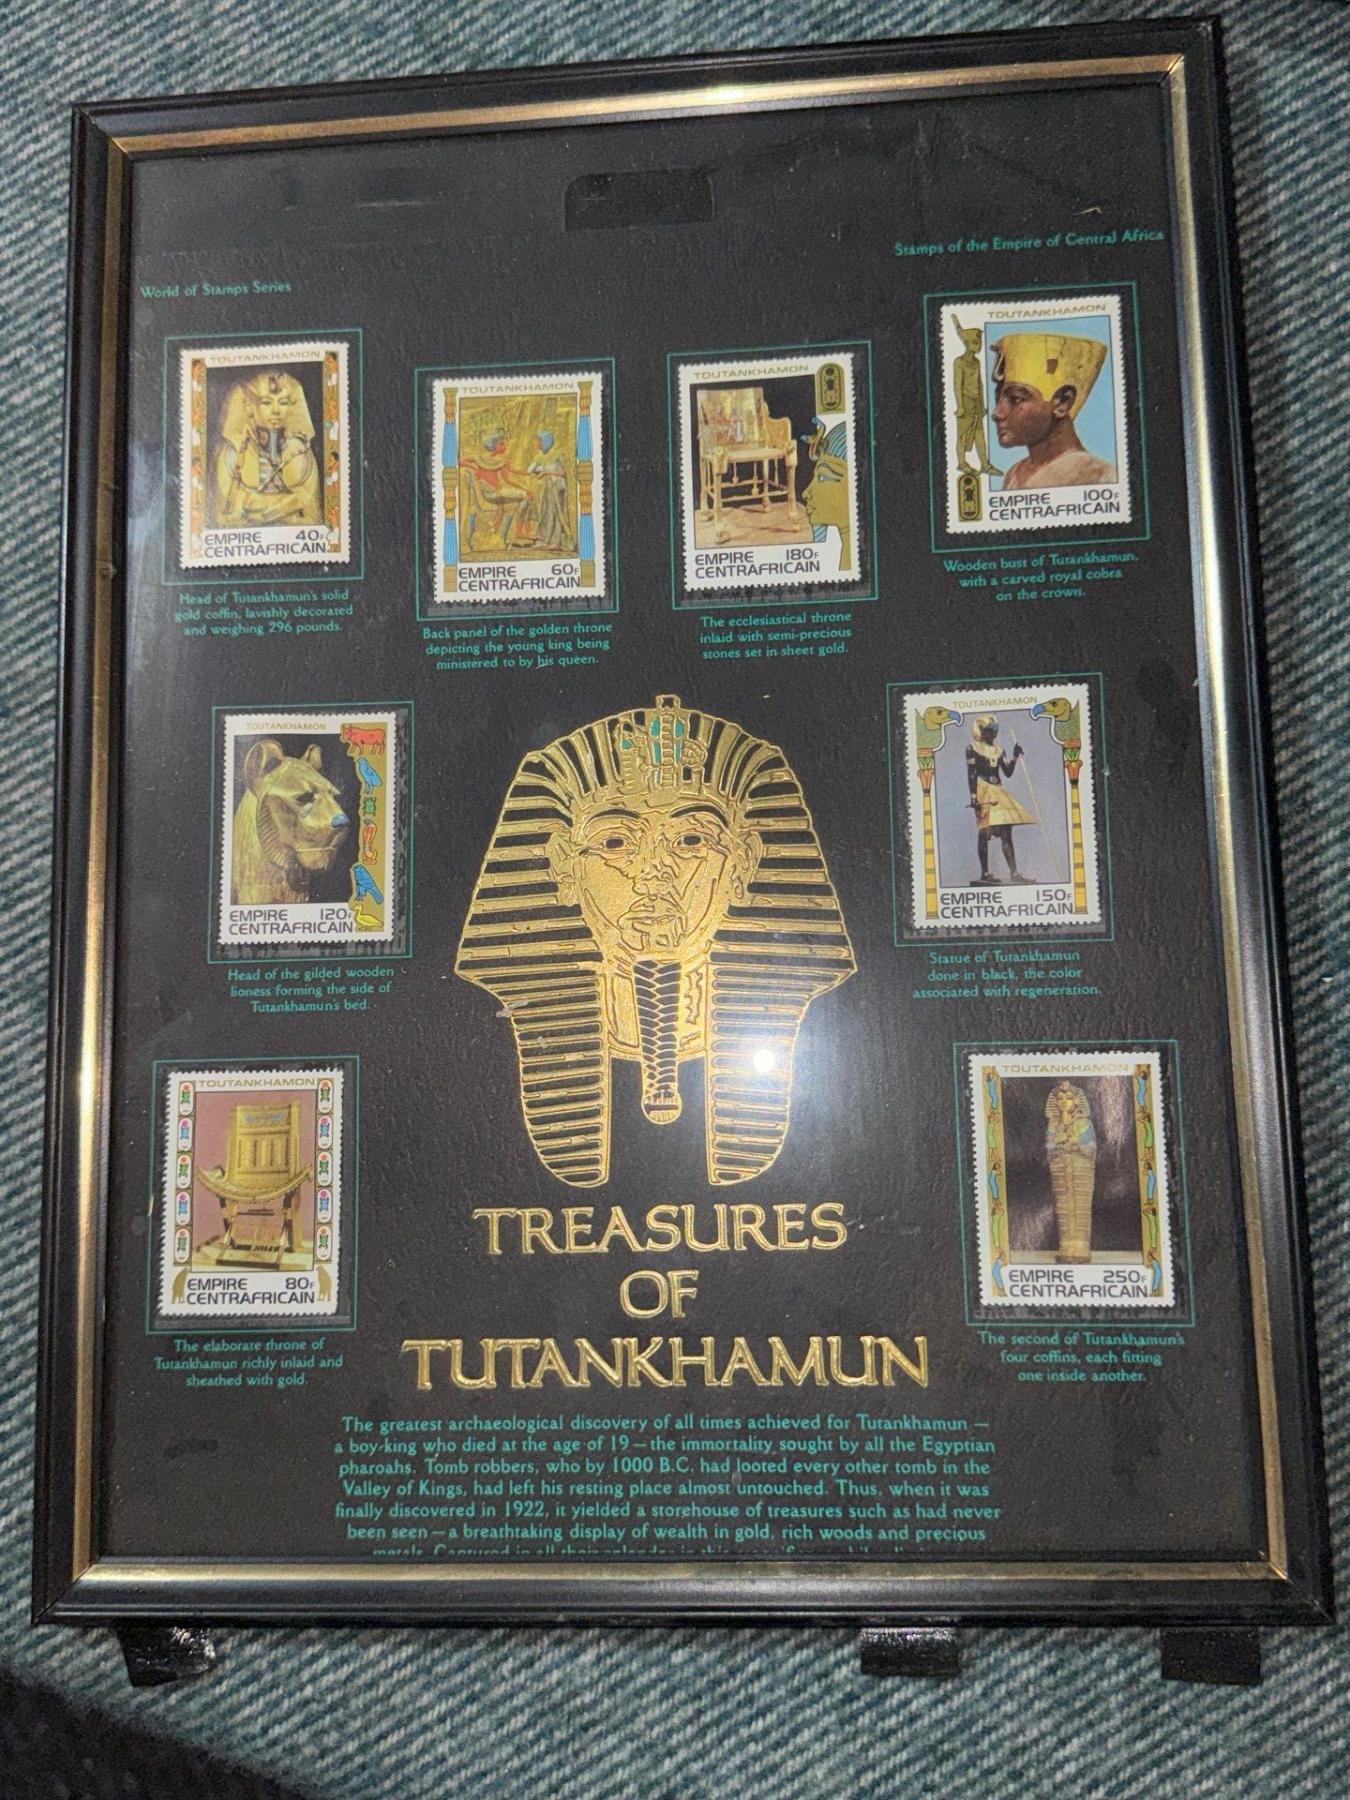 World of Stamps Series
Stamps of the Empire of Central Africa
TOUTANKHAMON
EMPIRE 40F
CENTRAFRICAIN
Head of Tutankhamun's solid
gold coffin, lavishly decorated
and weighing 296 pounds.
TOUTANKHAMON
EMPIRE 60F
CENTRAFRICAIN
Back panel of the golden throne
depicting the young king being
ministered to by his queen.
TOUTANKHAMON
EMPIRE 180F
CENTRAFRICAIN
The ecclesiastical throne
inlaid with semi-precious
stones set in sheet gold.
TOUTANKHAMON
EMPIRE 100F
CENTRAFRICAIN
Wooden bust of Tutankhamun,
with a carved royal cobra
on the crown.
TOUTANKHAMON
EMPIRE 120F
CENTRAFRICAIN
Head of the gilded wooden
lioness forming the side of
Tutankhamun's bed.
TOUTANKHAMON
EMPIRE 150F
CENTRAFRICAIN
Statue of Tutankhamun
done in black, the color
associated with regeneration.
TOUTANKHAMON
EMPIRE 80F
CENTRAFRICAIN
The elaborate throne of
Tutankhamun richly inlaid and
sheathed with gold.
TOUTANKHAMON
EMPIRE 250F
CENTRAFRICAIN
The second of Tutankhamun's
four coffins, each fitting
one inside another.
TREASURES
OF
TUTANKHAMUN
The greatest archaeological discovery of all times achieved for Tutankhamun —
a boy-king who died at the age of 19 — the immortality sought by all the Egyptian
pharoahs. Tomb robbers, who by 1000 B.C. had looted every other tomb in the
Valley of Kings, had left his resting place almost untouched. Thus, when it was
finally discovered in 1922, it yielded a storehouse of treasures such as had never
been seen — a breathtaking display of wealth in gold, rich woods and precious
metals. Captured in all their splendor in this